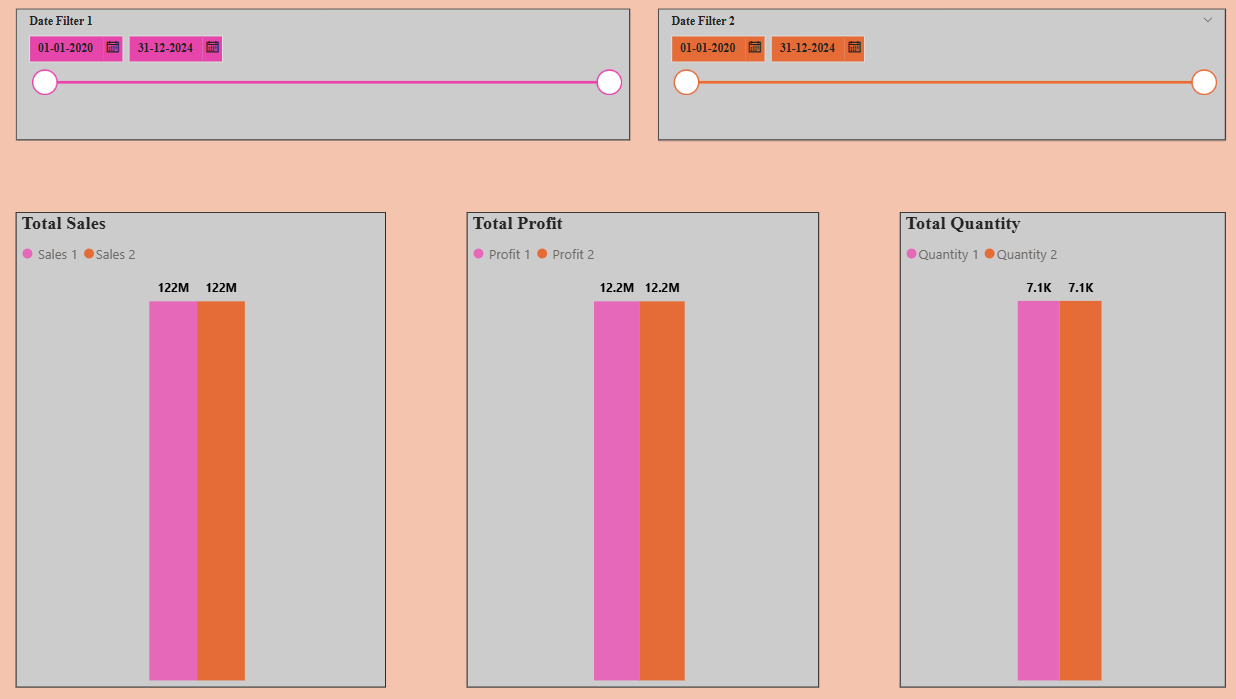 Date Filter 1
01-01-2020 31-12-2024
Date Filter 2
01-01-2020 31-12-2024
Total Sales
Sales 1 Sales 2
122M 122M
Total Profit
Profit 1 Profit 2
12.2M 12.2M
Total Quantity
Quantity 1 Quantity 2
7.1K 7.1K